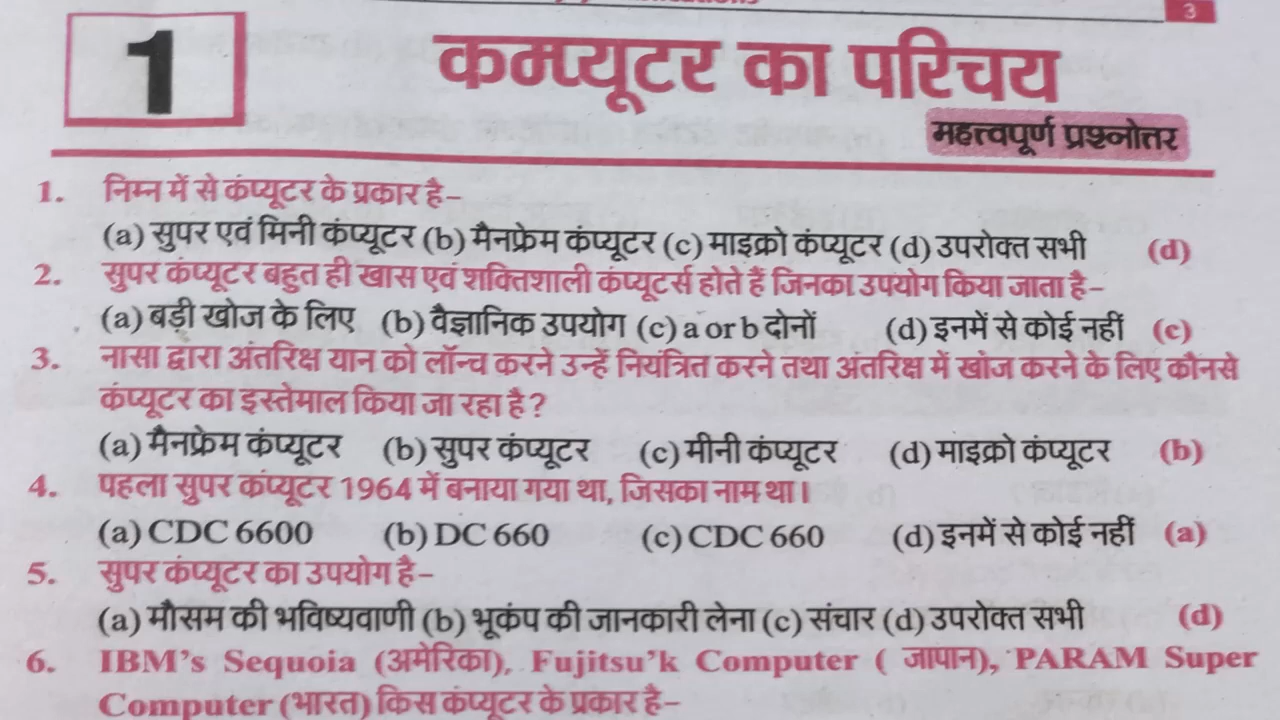 3
1
कम्प्यूटर का परिचय
महत्त्वपूर्ण प्रश्नोतर
1. निम्न में से कंप्यूटर के प्रकार है–
(a) सुपर एवं मिनी कंप्यूटर (b) मैनफ्रेम कंप्यूटर (c) माइक्रो कंप्यूटर (d) उपरोक्त सभी (d)
2. सुपर कंप्यूटर बहुत ही खास एवं शक्तिशाली कंप्यूटर्स होते हैं जिनका उपयोग किया जाता है–
(a) बड़ी खोज के लिए (b) वैज्ञानिक उपयोग (c) a or b दोनों (d) इनमें से कोई नहीं (c)
3. नासा द्वारा अंतरिक्ष यान को लॉन्च करने उन्हें नियंत्रित करने तथा अंतरिक्ष में खोज करने के लिए कौनसे
कंप्यूटर का इस्तेमाल किया जा रहा है ?
(a) मैनफ्रेम कंप्यूटर (b) सुपर कंप्यूटर (c) मीनी कंप्यूटर (d) माइक्रो कंप्यूटर (b)
4. पहला सुपर कंप्यूटर 1964 में बनाया गया था, जिसका नाम था।
(a) CDC 6600 (b) DC 660 (c) CDC 660 (d) इनमें से कोई नहीं (a)
5. सुपर कंप्यूटर का उपयोग है–
(a) मौसम की भविष्यवाणी (b) भूकंप की जानकारी लेना (c) संचार (d) उपरोक्त सभी (d)
6. IBM's Sequoia (अमेरिका), Fujitsu'k Computer ( जापान), PARAM Super
Computer (भारत) किस कंप्यूटर के प्रकार है–